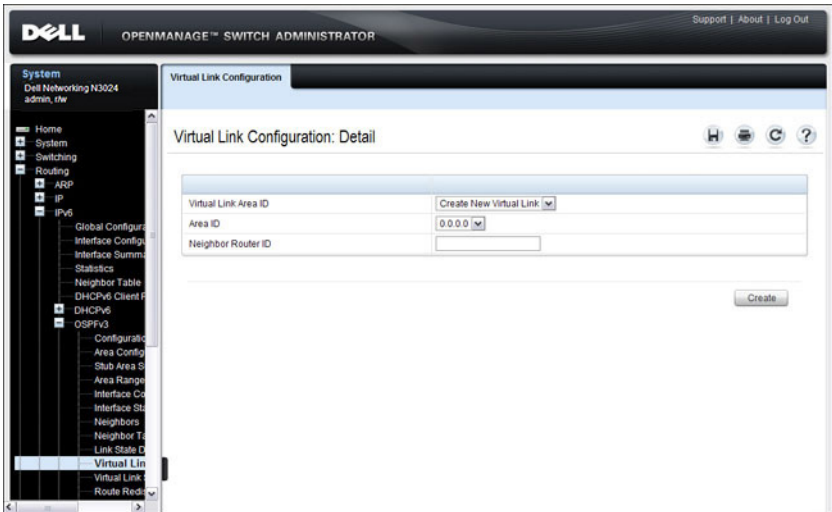 Support | About | Log Out
DELL
OPENMANAGE™ SWITCH ADMINISTRATOR
System
Dell Networking N3024
admin, r/w
Virtual Link Configuration
Home
System
Switching
Routing
ARP
IP
IPv6
Global Configura
Interface Configu
Interface Summa
Statistics
Neighbor Table
DHCPv6 Client P
DHCPv6
OSPFv3
Configuratio
Area Config
Stub Area S
Area Range
Interface Co
Interface Sta
Neighbors
Neighbor Ta
Link State D
Virtual Lin
Virtual Link S
Route Redis
Virtual Link Configuration: Detail
Virtual Link Area ID
Create New Virtual Link
Area ID
0.0.0.0
Neighbor Router ID
Create